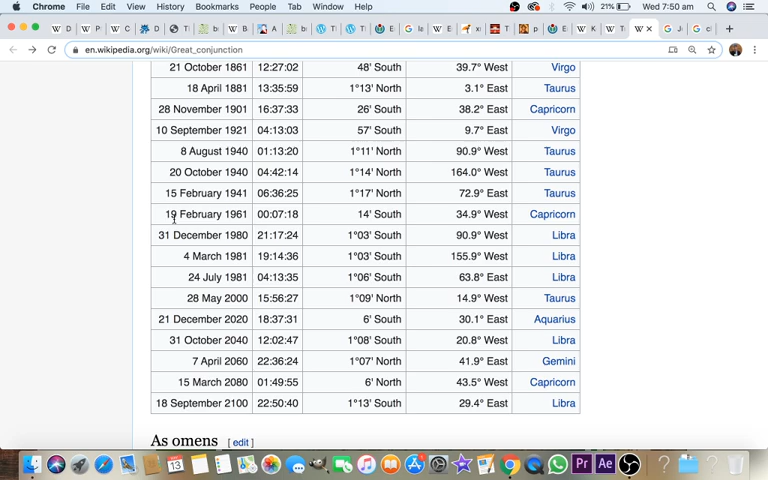 Chrome File Edit View History Bookmarks People Tab Window Help 21% Wed 7:50 am
en.wikipedia.org/wiki/Great_conjunction
21 October 1861 12:27:02 48' South 39.7° West Virgo
18 April 1881 13:35:59 1°13' North 3.1° East Taurus
28 November 1901 16:37:33 26' South 38.2° West Capricorn
10 September 1921 04:13:03 57' South 9.7° East Virgo
8 August 1940 01:13:20 1°11' North 90.9° West Taurus
20 October 1940 04:42:14 1°14' North 164.0° West Taurus
15 February 1941 06:36:25 1°17' North 72.9° East Taurus
19 February 1961 00:07:18 14' South 34.9° West Capricorn
31 December 1980 21:17:24 1°03' South 90.9° West Libra
4 March 1981 19:14:36 1°03' South 155.9° West Libra
24 July 1981 04:13:35 1°06' South 63.8° East Libra
28 May 2000 15:56:27 1°09' North 14.9° West Taurus
21 December 2020 18:37:31 6' South 30.1° East Aquarius
31 October 2040 12:02:47 1°08' South 20.8° West Libra
7 April 2060 22:36:24 1°07' North 41.9° East Gemini
15 March 2080 01:49:55 6' North 43.5° West Capricorn
18 September 2100 22:50:40 1°13' South 29.4° East Libra
As omens [ edit ]
13 Pr Ae